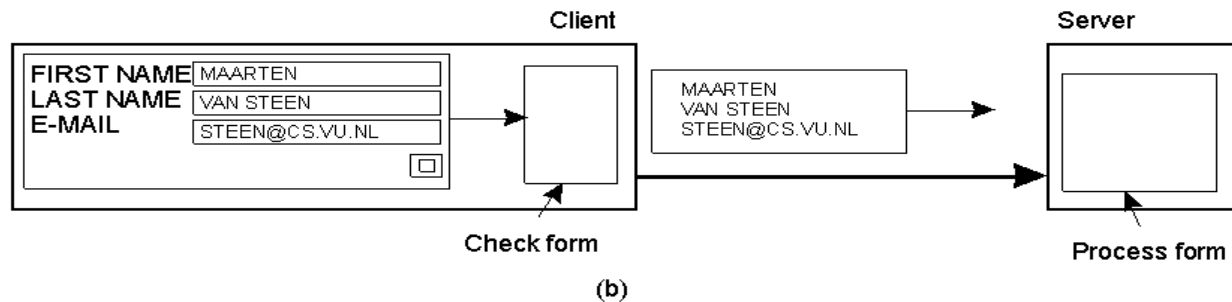 Client
Server
FIRST NAME MAARTEN
LAST NAME VAN STEEN
E-MAIL STEEN@CS.VU.NL
MAARTEN
VAN STEEN
STEEN@CS.VU.NL
Check form
Process form
(b)